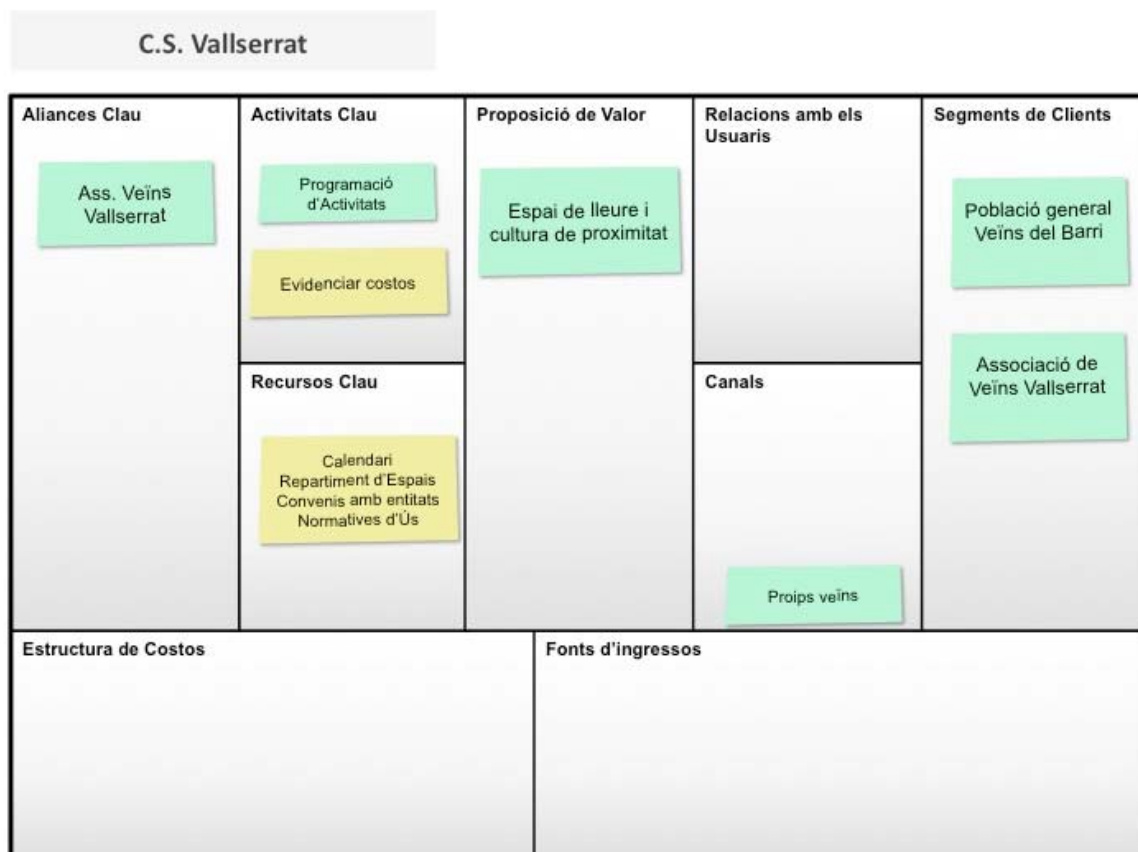 C.S. Vallserrat
Aliances Clau
Ass. Veïns
Vallserrat
Activitats Clau
Programació
d'Activitats
Evidenciar costos
Recursos Clau
Calendari
Repartiment d'Espais
Convenis amb entitats
Normatives d'Ús
Proposició de Valor
Espai de lleure i
cultura de proximitat
Relacions amb els
Usuaris
Canals
Proips veïns
Segments de Clients
Població general
Veïns del Barri
Associació de
Veïns Vallserrat
Estructura de Costos
Fonts d'ingressos